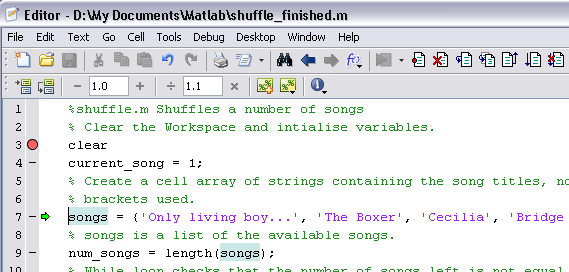 Editor - D:\My Documents\Matlab\shuffle_finished.m
File Edit Text Go Cell Tools Debug Desktop Window Help
1.0 1.1
1 %shuffle.m Shuffles a number of songs
2 % Clear the Workspace and intialise variables.
3 clear
4 current_song = 1;
5 % Create a cell array of strings containing the song titles, no
6 % brackets used.
7 songs = {'Only living boy...', 'The Boxer', 'Cecilia', 'Bridge
8 % songs is a list of the available songs.
9 num_songs = length(songs);
10 % While loop checks that the number of songs left is not equal